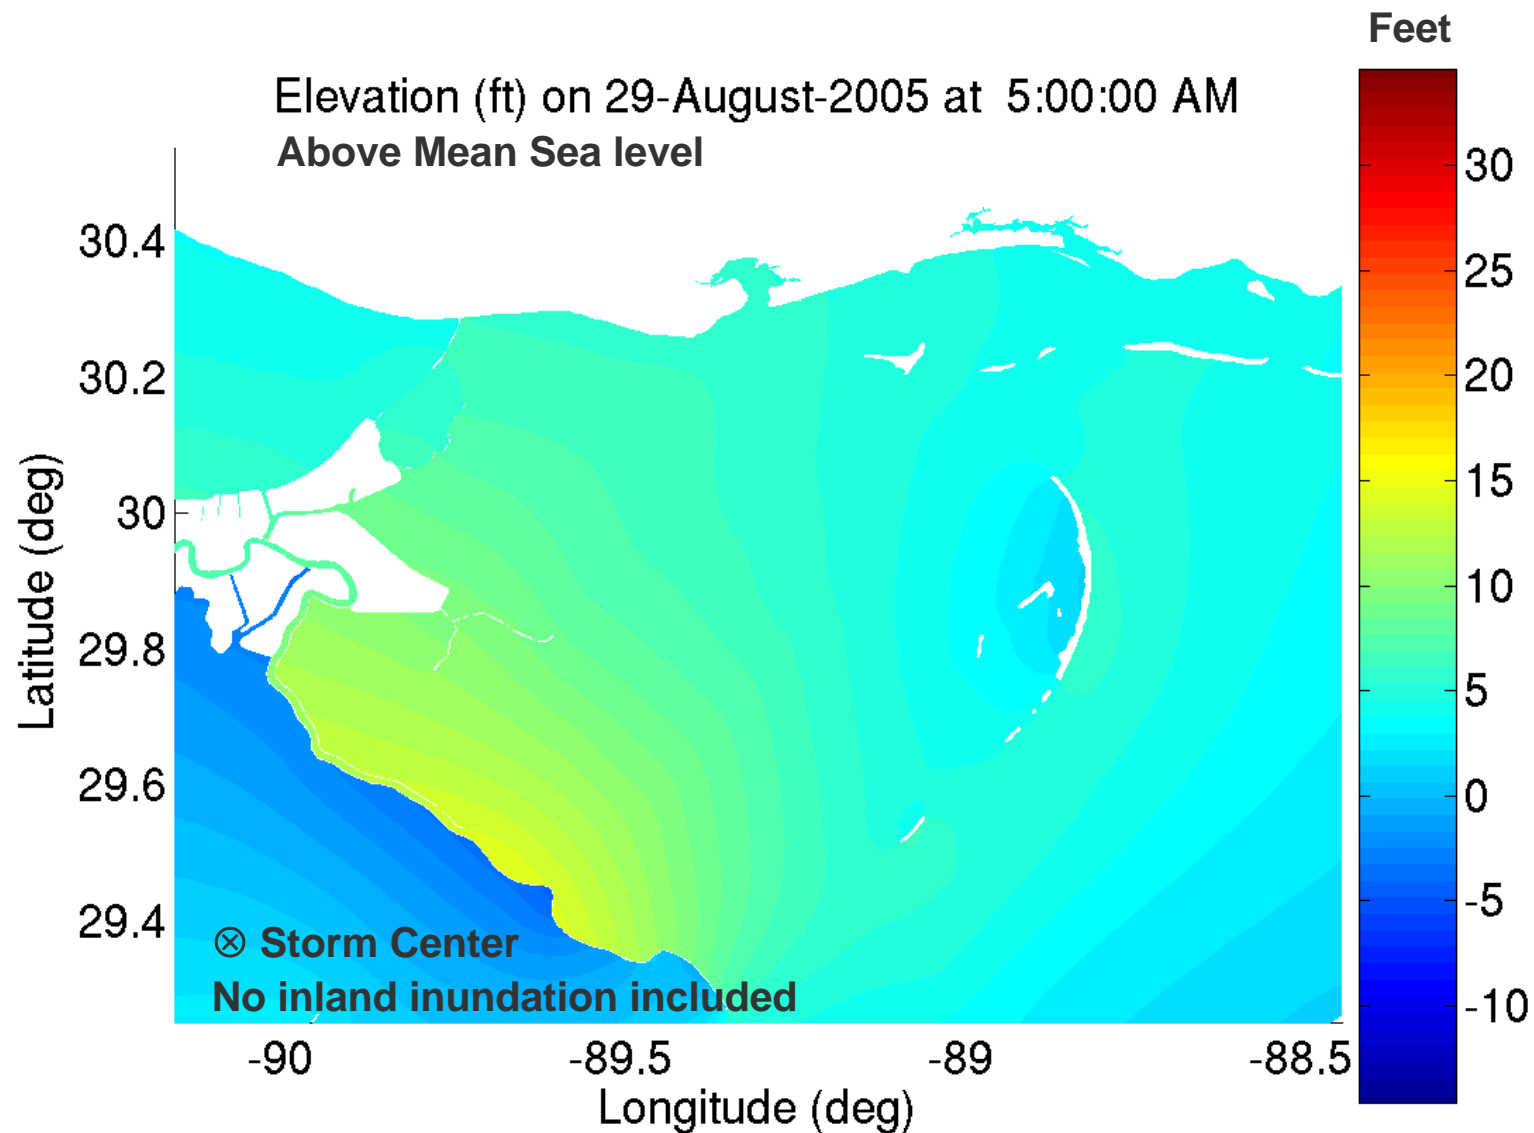 Feet
Elevation (ft) on 29-August-2005 at 5:00:00 AM
Above Mean Sea level
30.4
30.2
30
29.8
29.6
29.4
Latitude (deg)
30
25
20
15
10
5
0
-5
-10
⊗ Storm Center
No inland inundation included
-90
-89.5
-89
-88.5
Longitude (deg)